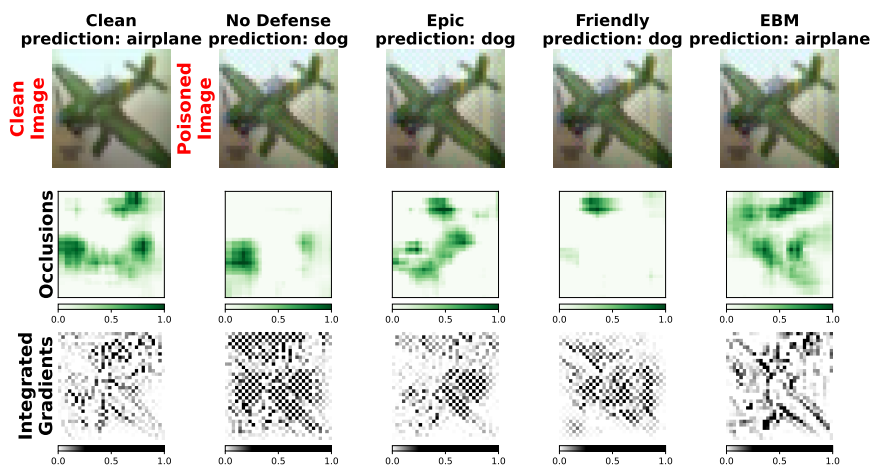 Clean
prediction: airplane
No Defense
prediction: dog
Epic
prediction: dog
Friendly
prediction: dog
EBM
prediction: airplane
Clean
Image
Poisoned
Image
Occlusions
0.0 0.5 1.0
0.0 0.5 1.0
0.0 0.5 1.0
0.0 0.5 1.0
0.0 0.5 1.0
Integrated
Gradients
0.0 0.5 1.0
0.0 0.5 1.0
0.0 0.5 1.0
0.0 0.5 1.0
0.0 0.5 1.0